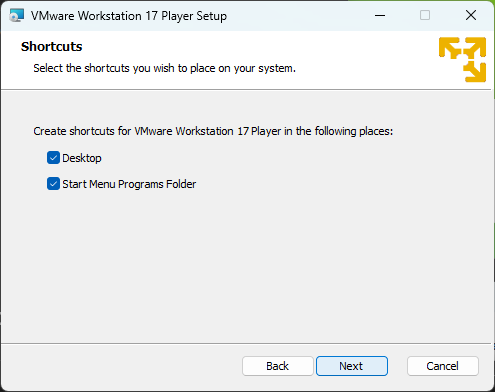 VMware Workstation 17 Player Setup
Shortcuts
Select the shortcuts you wish to place on your system.
Create shortcuts for VMware Workstation 17 Player in the following places:
Desktop
Start Menu Programs Folder
Back
Next
Cancel